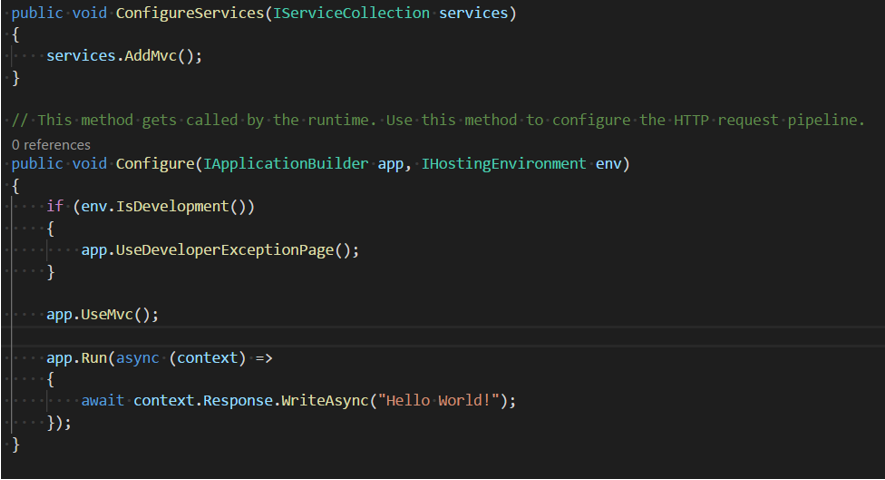 public void ConfigureServices(IServiceCollection services)
{
    services.AddMvc();
}
// This method gets called by the runtime. Use this method to configure the HTTP request pipeline.
0 references
public void Configure(IApplicationBuilder app, IHostingEnvironment env)
{
    if (env.IsDevelopment())
    {
        app.UseDeveloperExceptionPage();
    }
    app.UseMvc();
    app.Run(async (context) =>
    {
        await context.Response.WriteAsync("Hello World!");
    });
}